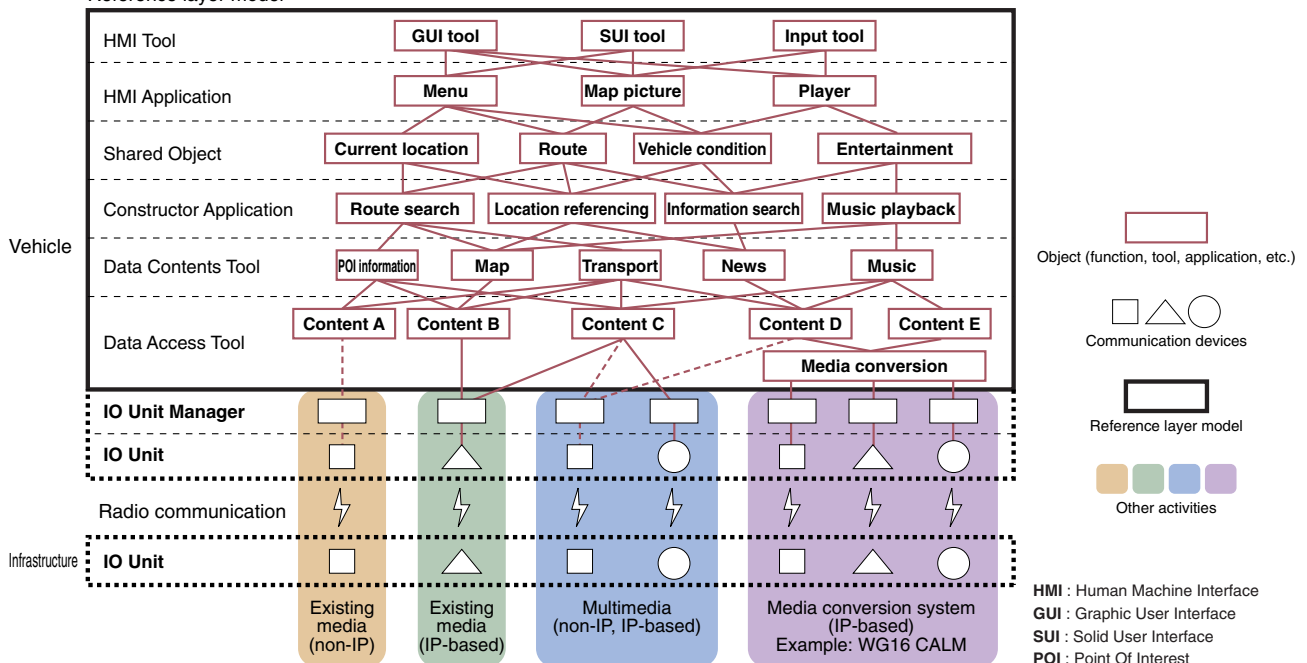 Reference layer model
HMI Tool
GUI tool
SUI tool
Input tool
HMI Application
Menu
Map picture
Player
Shared Object
Current location
Route
Vehicle condition
Entertainment
Constructor Application
Route search
Location referencing
Information search
Music playback
Vehicle
Data Contents Tool
POI information
Map
Transport
News
Music
Data Access Tool
Content A
Content B
Content C
Content D
Content E
Media conversion
IO Unit Manager
IO Unit
Radio communication
Infrastructure
IO Unit
Existing
media
(non-IP)
Existing
media
(IP-based)
Multimedia
(non-IP, IP-based)
Media conversion system
(IP-based)
Example: WG16 CALM
Object (function, tool, application, etc.)
Communication devices
Reference layer model
Other activities
HMI : Human Machine Interface
GUI : Graphic User Interface
SUI : Solid User Interface
POI : Point Of Interest